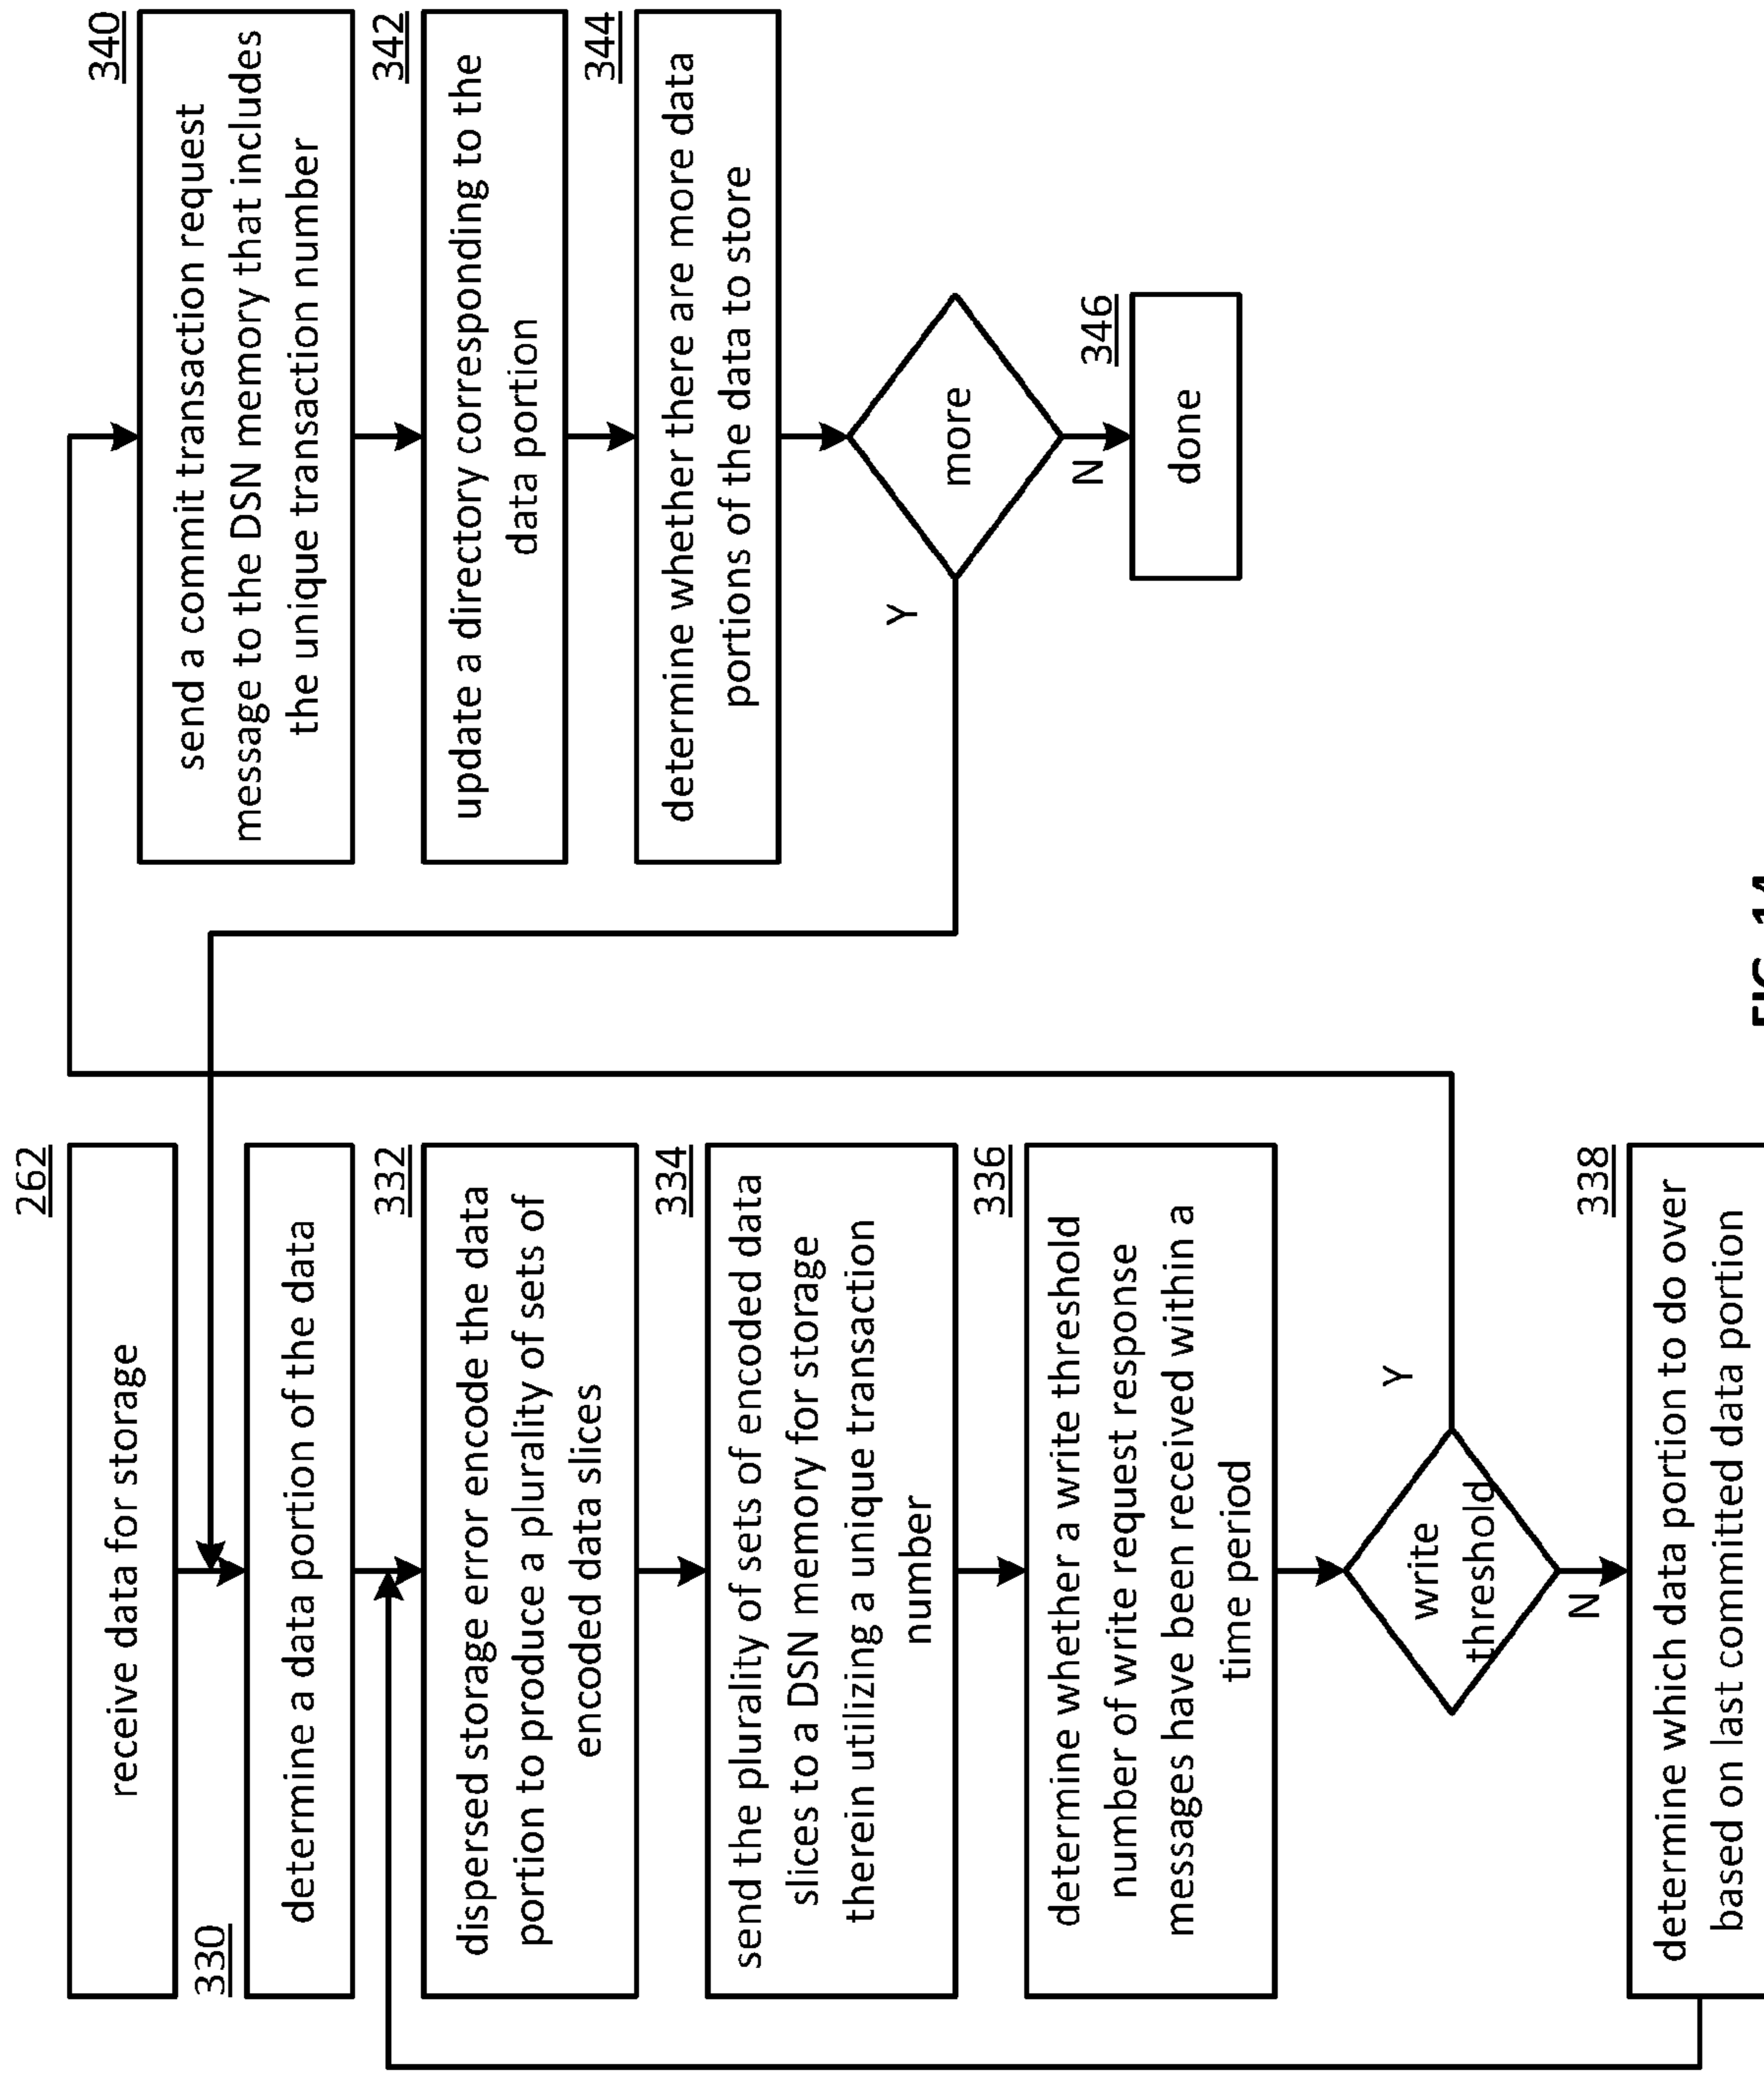 262
receive data for storage
330
determine a data portion of the data
332
dispersed storage error encode the data
portion to produce a plurality of sets of
encoded data slices
334
send the plurality of sets of encoded data
slices to a DSN memory for storage
therein utilizing a unique transaction
number
336
determine whether a write threshold
number of write request response
messages have been received within a
time period
write
threshold
Y
N
338
determine which data portion to do over
based on last committed data portion
340
send a commit transaction request
message to the DSN memory that includes
the unique transaction number
342
update a directory corresponding to the
data portion
344
determine whether there are more data
portions of the data to store
more
Y
N
346
done